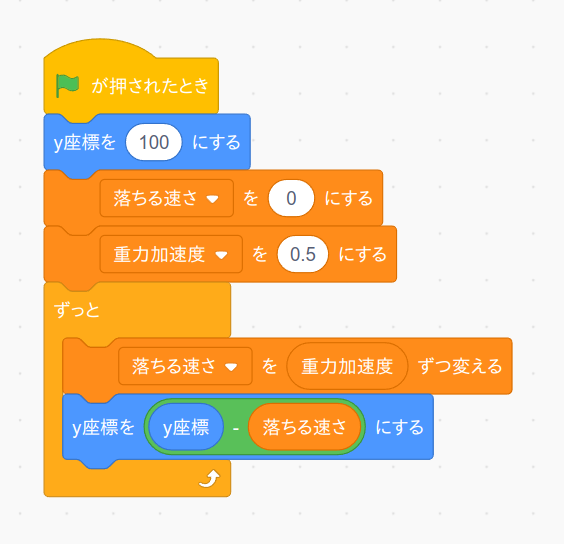 が押されたとき
y座標を 100 にする
落ちる速さ を 0 にする
重力加速度 を 0.5 にする
ずっと
落ちる速さ を 重力加速度 ずつ変える
y座標を y座標 - 落ちる速さ にする